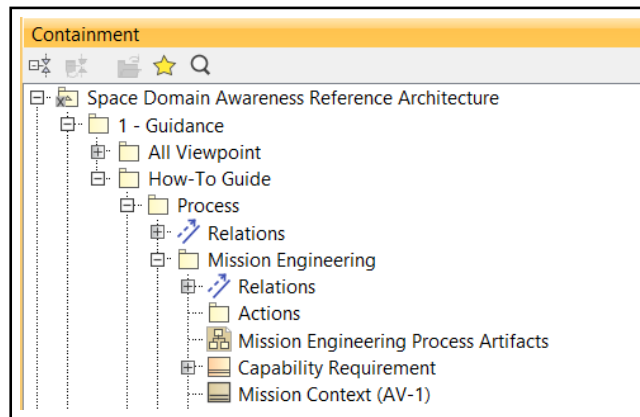 Containment
Space Domain Awareness Reference Architecture
1 - Guidance
All Viewpoint
How-To Guide
Process
Relations
Mission Engineering
Relations
Actions
Mission Engineering Process Artifacts
Capability Requirement
Mission Context (AV-1)